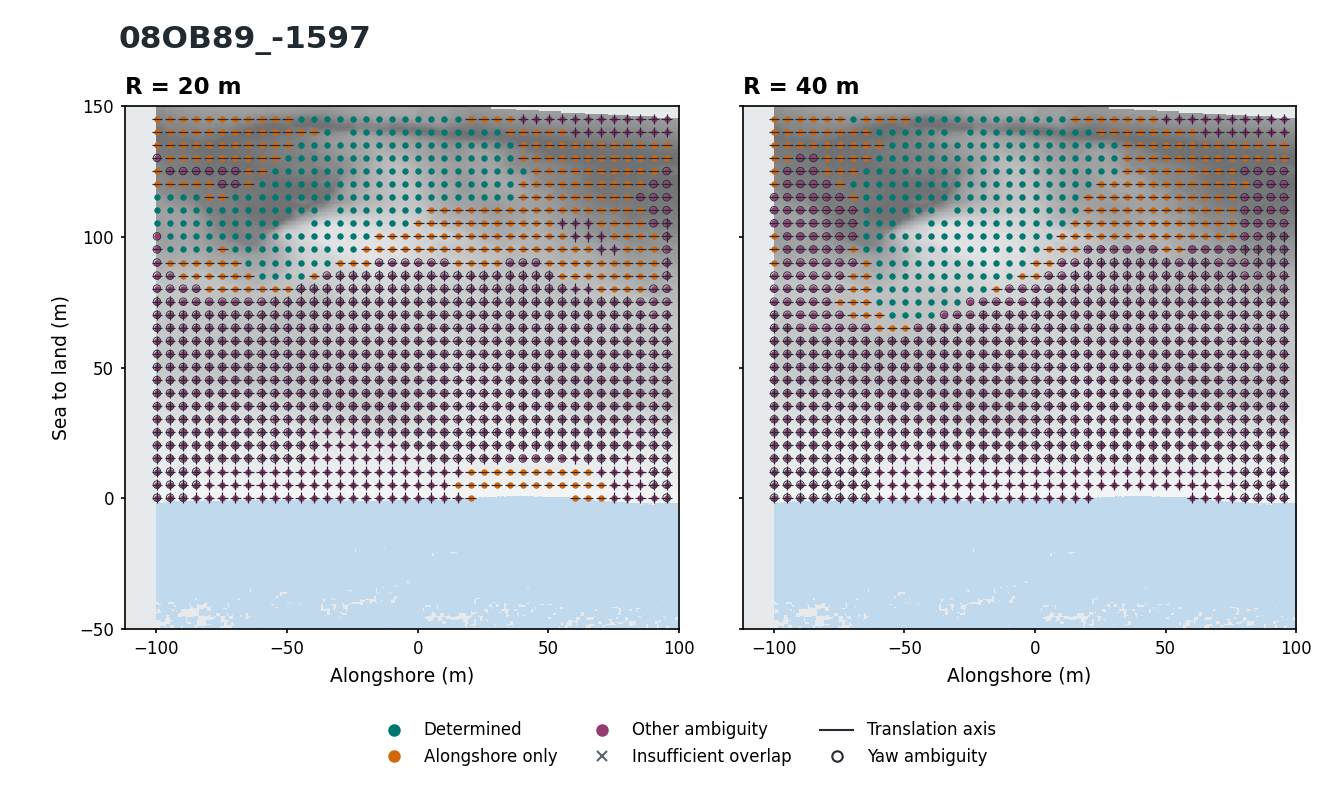 08OB89_-1597
R = 20 m
R = 40 m
150
100
50
0
−50
Sea to land (m)
−100
−50
0
50
100
−100
−50
0
50
100
Alongshore (m)
Alongshore (m)
Determined
Other ambiguity
Translation axis
Alongshore only
Insufficient overlap
Yaw ambiguity